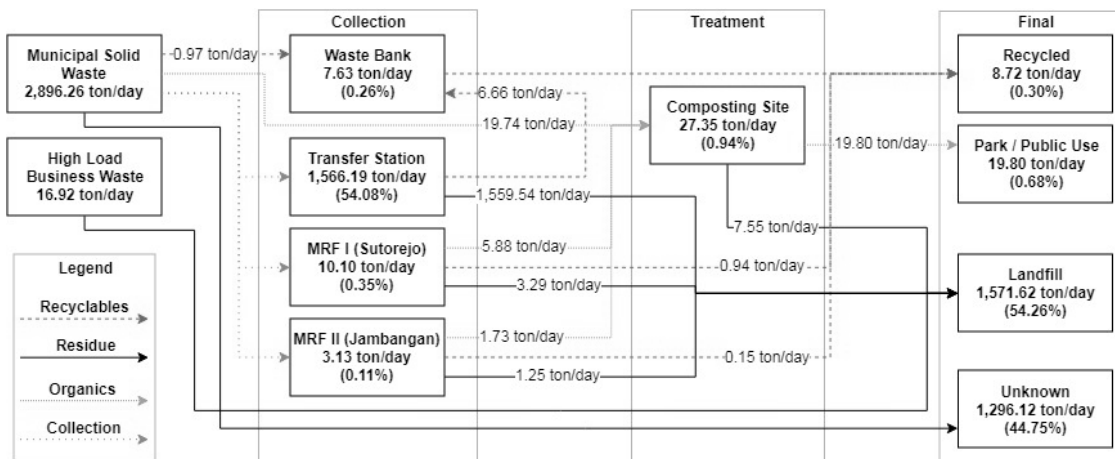 Collection
Treatment
Final
Municipal Solid
Waste
2,896.26 ton/day
0.97 ton/day
Waste Bank
7.63 ton/day
(0.26%)
6.66 ton/day
19.74 ton/day
Composting Site
27.35 ton/day
(0.94%)
Recycled
8.72 ton/day
(0.30%)
High Load
Business Waste
16.92 ton/day
Transfer Station
1,566.19 ton/day
(54.08%)
1,559.54 ton/day
19.80 ton/day
Park / Public Use
19.80 ton/day
(0.68%)
7.55 ton/day
MRF I (Sutorejo)
10.10 ton/day
(0.35%)
5.88 ton/day
0.94 ton/day
3.29 ton/day
Landfill
1,571.62 ton/day
(54.26%)
MRF II (Jambangan)
3.13 ton/day
(0.11%)
1.73 ton/day
0.15 ton/day
1.25 ton/day
Unknown
1,296.12 ton/day
(44.75%)
Legend
Recyclables
Residue
Organics
Collection